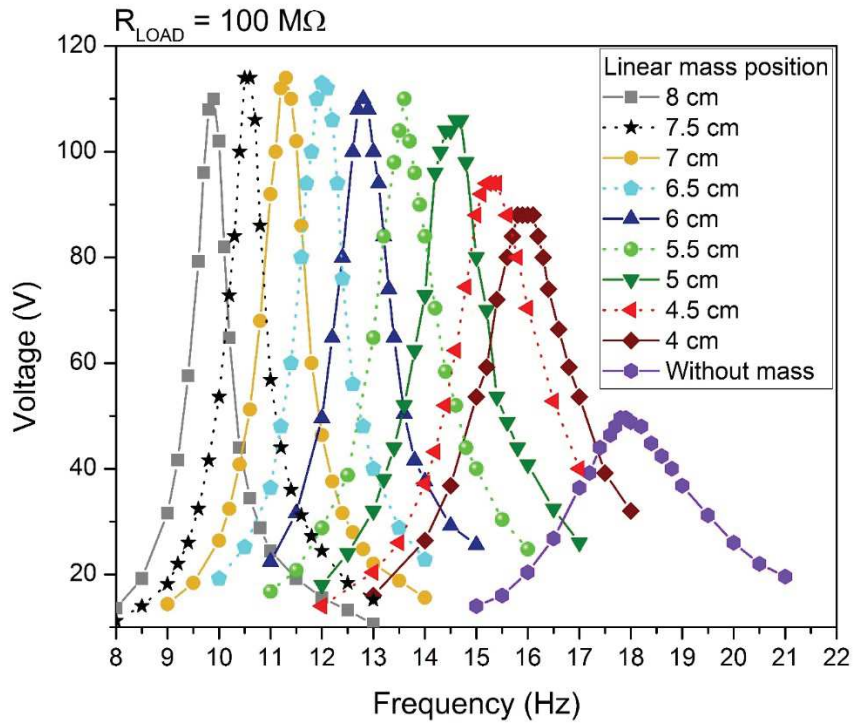 R_LOAD = 100 MΩ
120
100
80
60
40
20
Voltage (V)
Linear mass position
8 cm
7.5 cm
7 cm
6.5 cm
6 cm
5.5 cm
5 cm
4.5 cm
4 cm
Without mass
8 9 10 11 12 13 14 15 16 17 18 19 20 21 22
Frequency (Hz)